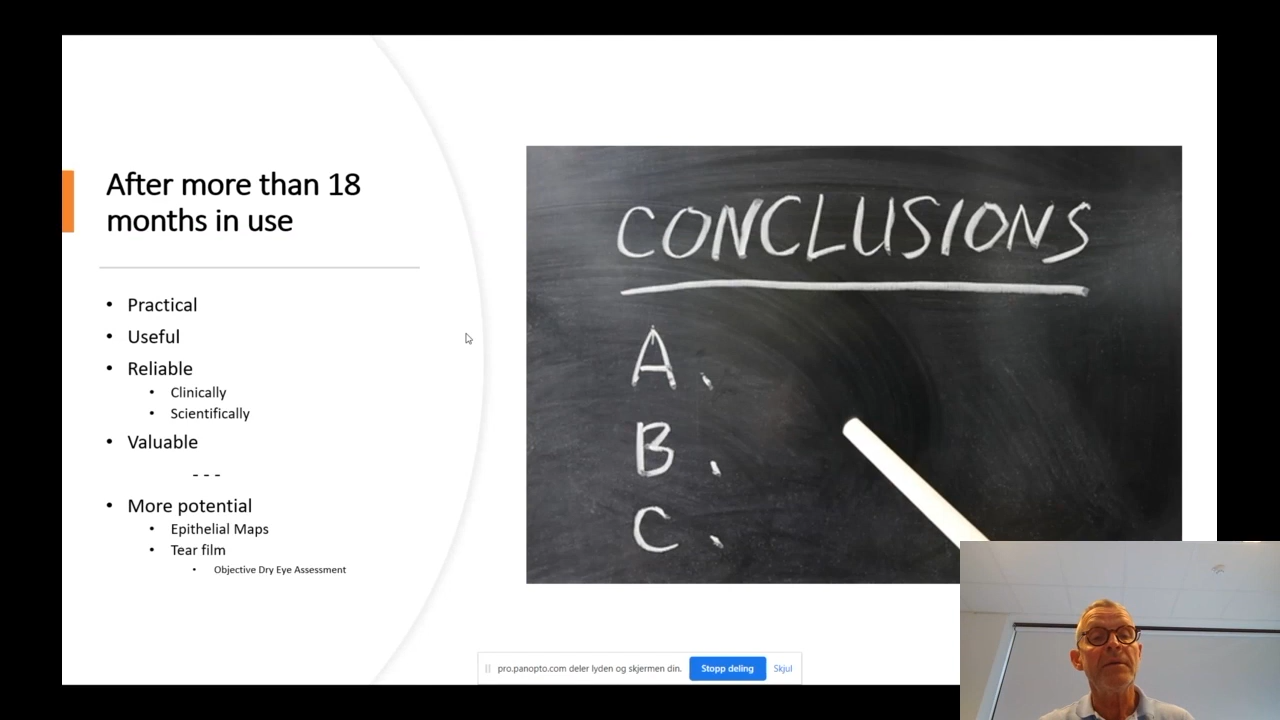 After more than 18
months in use
• Practical
• Useful
• Reliable
• Clinically
• Scientifically
• Valuable
- - -
• More potential
• Epithelial Maps
• Tear film
• Objective Dry Eye Assessment
CONCLUSIONS
A.
B.
C.
pro.panopto.com deler lyden og skjermen din.
Stopp deling
Skjul